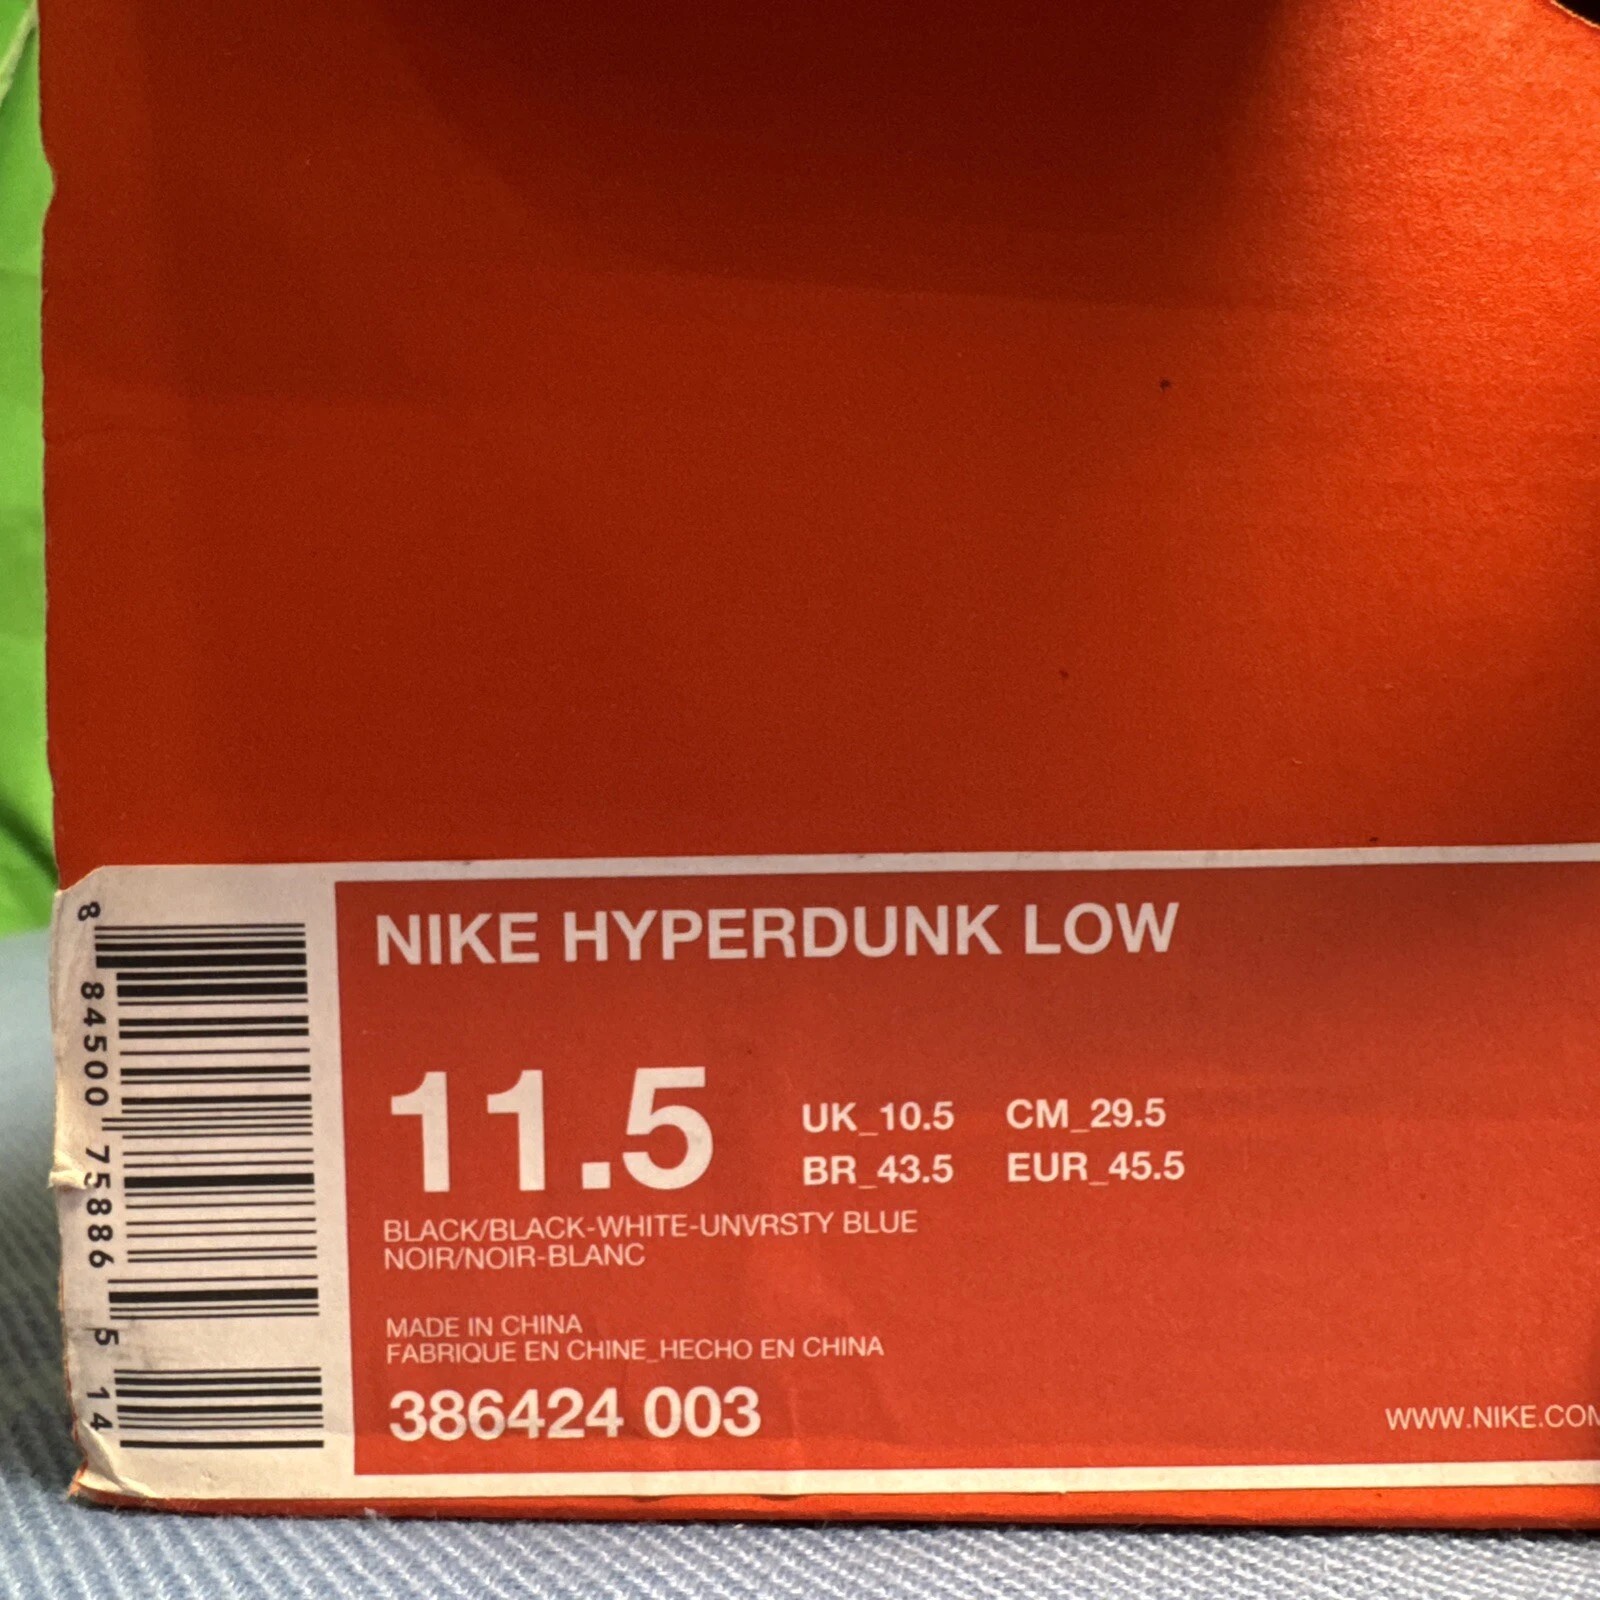 NIKE HYPERDUNK LOW
11.5
UK_10.5 CM_29.5
BR_43.5 EUR_45.5
BLACK/BLACK-WHITE-UNVRSTY BLUE
NOIR/NOIR-BLANC
MADE IN CHINA
FABRIQUE EN CHINE_HECHO EN CHINA
386424 003
WWW.NIKE.COM
8 84500 75886 5 14